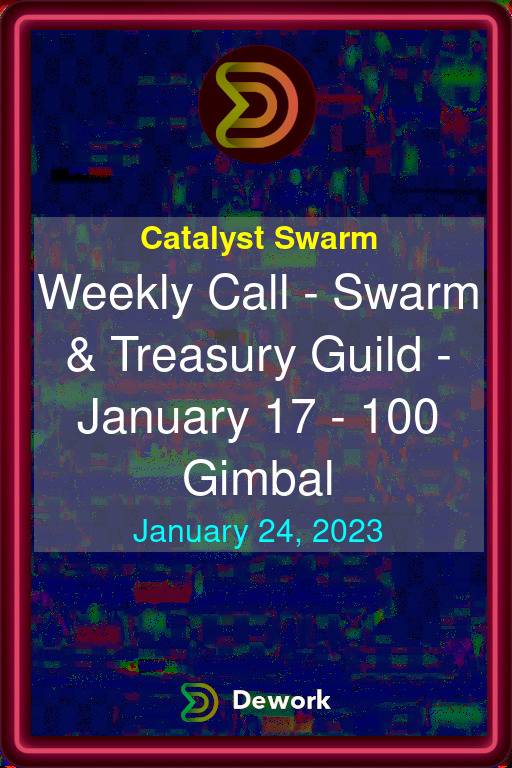 Catalyst Swarm
Weekly Call - Swarm
& Treasury Guild -
January 17 - 100
Gimbal
January 24, 2023
Dework